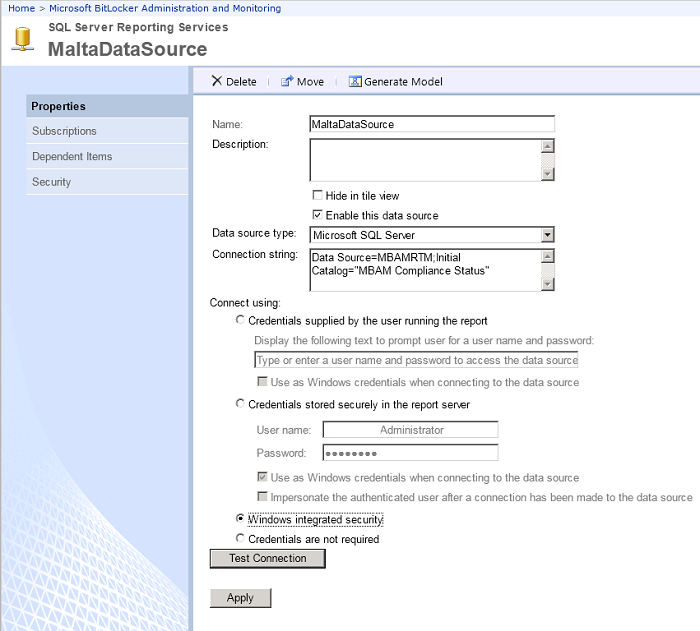 Home > Microsoft BitLocker Administration and Monitoring
SQL Server Reporting Services
MaltaDataSource
Delete Move Generate Model
Properties
Subscriptions
Dependent Items
Security
Name: MaltaDataSource
Description:
Hide in tile view
Enable this data source
Data source type: Microsoft SQL Server
Connection string: Data Source=MBAMRTM;Initial
Catalog="MBAM Compliance Status"
Connect using:
Credentials supplied by the user running the report
Display the following text to prompt user for a user name and password:
Type or enter a user name and password to access the data source
Use as Windows credentials when connecting to the data source
Credentials stored securely in the report server
User name: Administrator
Password: ●●●●●●●●
Use as Windows credentials when connecting to the data source
Impersonate the authenticated user after a connection has been made to the data source
Windows integrated security
Credentials are not required
Test Connection
Apply